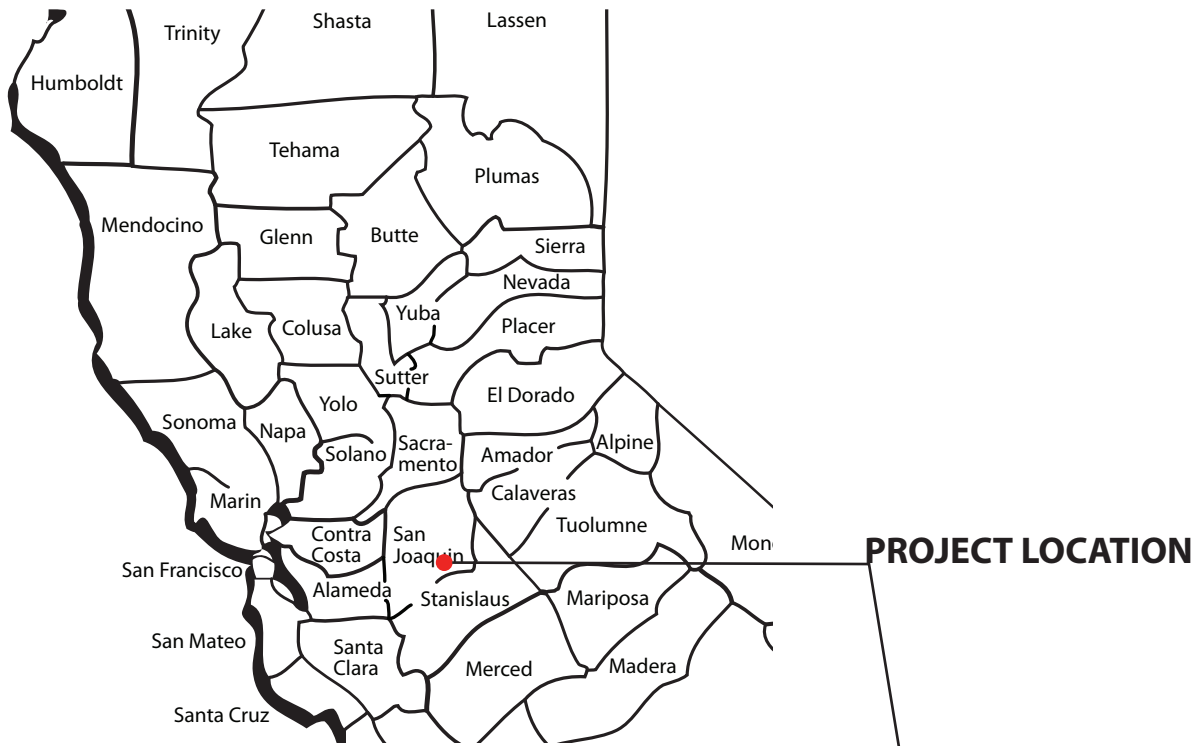 Shasta
Lassen
Trinity
Humboldt
Tehama
Plumas
Mendocino
Glenn
Butte
Sierra
Nevada
Yuba
Placer
Lake
Colusa
Sutter
El Dorado
Yolo
Sonoma
Napa
Sacra-
mento
Alpine
Solano
Amador
Calaveras
Marin
Tuolumne
Contra
Costa
San
Joaquin
Mon
PROJECT LOCATION
San Francisco
Alameda
Stanislaus
Mariposa
San Mateo
Santa
Clara
Merced
Madera
Santa Cruz